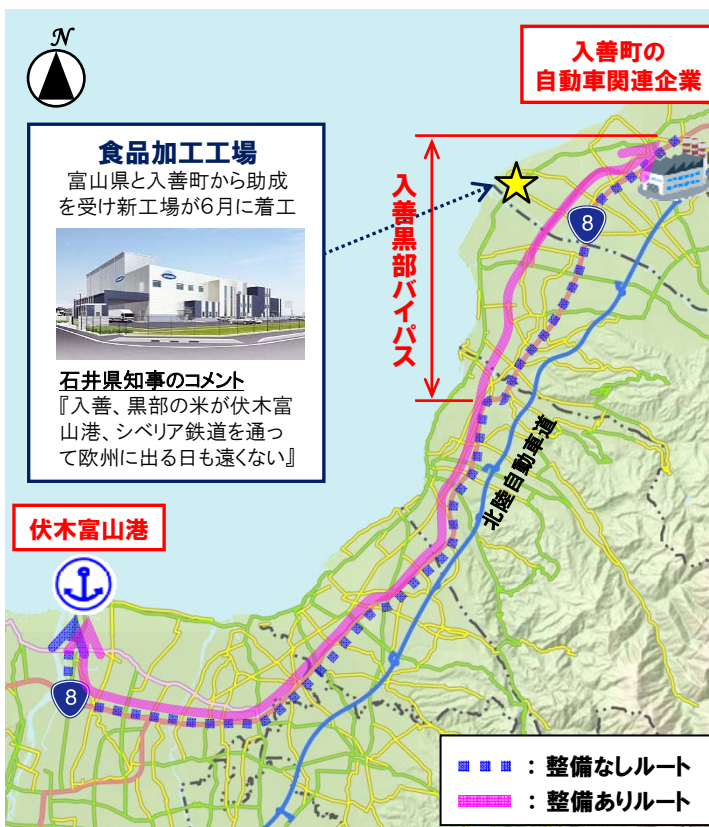 N
入善町の
自動車関連企業
食品加工工場
富山県と入善町から助成
を受け新工場が6月に着工
石井県知事のコメント
『入善、黒部の米が伏木富
山港、シベリア鉄道を通っ
て欧州に出る日も遠くない』
入善黒部バイパス
8
北陸自動車道
伏木富山港
8
：整備なしルート
：整備ありルート